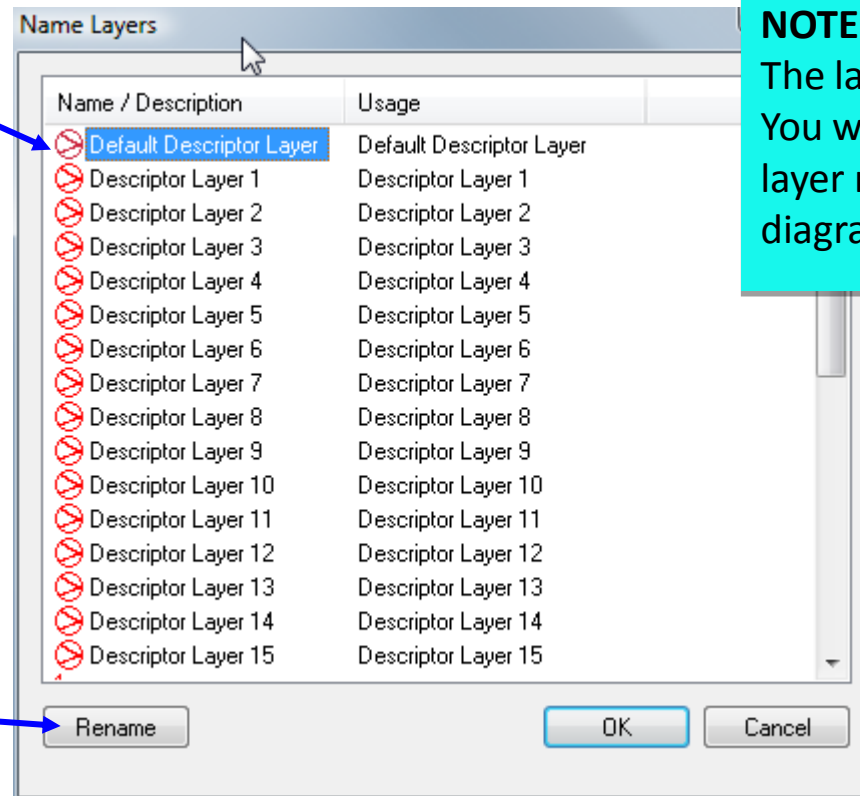 Name Layers
NOTE
The la
You w
layer
diagra
Name / Description Usage
Default Descriptor Layer Default Descriptor Layer
Descriptor Layer 1 Descriptor Layer 1
Descriptor Layer 2 Descriptor Layer 2
Descriptor Layer 3 Descriptor Layer 3
Descriptor Layer 4 Descriptor Layer 4
Descriptor Layer 5 Descriptor Layer 5
Descriptor Layer 6 Descriptor Layer 6
Descriptor Layer 7 Descriptor Layer 7
Descriptor Layer 8 Descriptor Layer 8
Descriptor Layer 9 Descriptor Layer 9
Descriptor Layer 10 Descriptor Layer 10
Descriptor Layer 11 Descriptor Layer 11
Descriptor Layer 12 Descriptor Layer 12
Descriptor Layer 13 Descriptor Layer 13
Descriptor Layer 14 Descriptor Layer 14
Descriptor Layer 15 Descriptor Layer 15
Rename OK Cancel